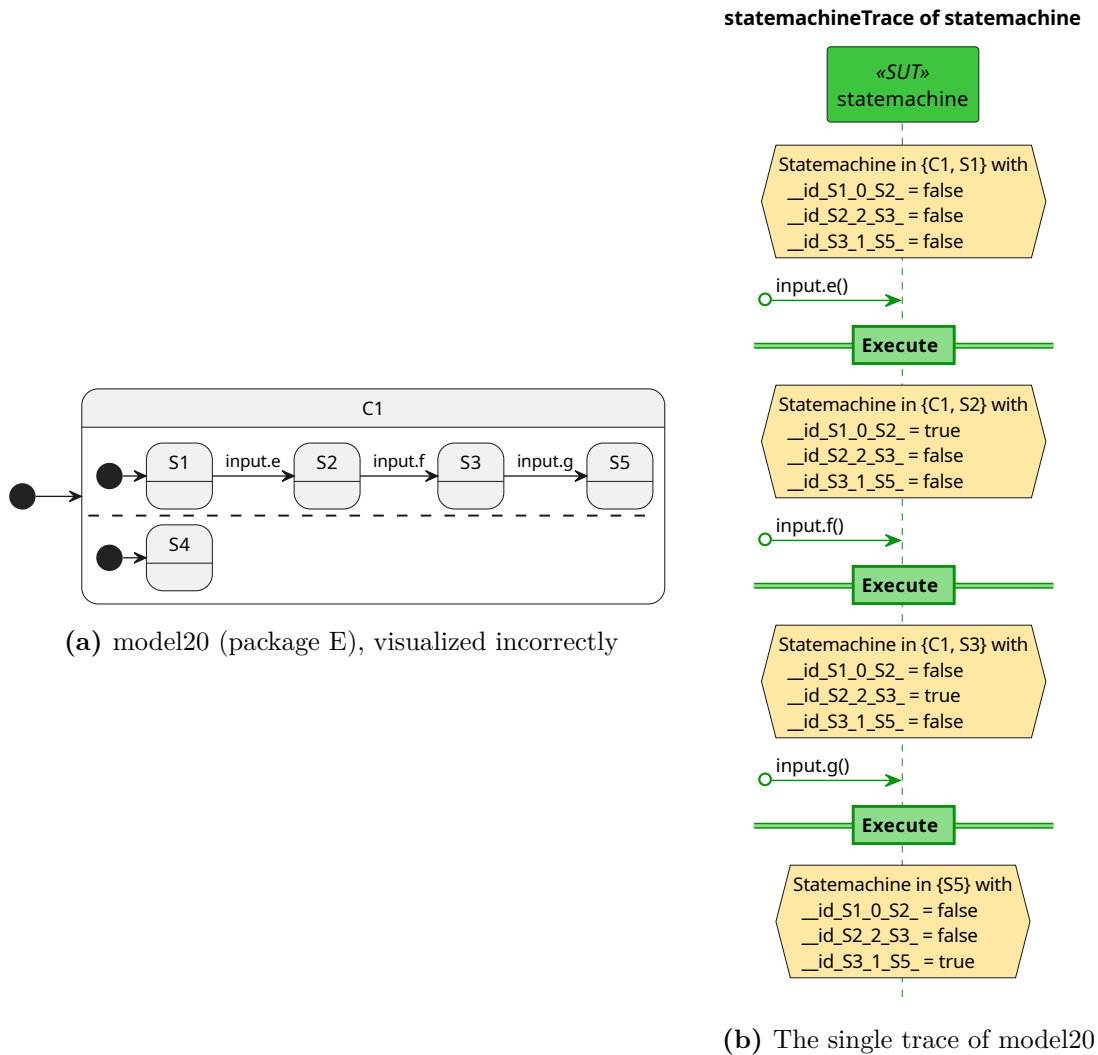 C1
S1
input.e
S2
input.f
S3
input.g
S5
S4
(a) model20 (package E), visualized incorrectly
statemachineTrace of statemachine
«SUT»
statemachine
Statemachine in {C1, S1} with
__id_S1_0_S2_ = false
__id_S2_2_S3_ = false
__id_S3_1_S5_ = false
input.e()
Execute
Statemachine in {C1, S2} with
__id_S1_0_S2_ = true
__id_S2_2_S3_ = false
__id_S3_1_S5_ = false
input.f()
Execute
Statemachine in {C1, S3} with
__id_S1_0_S2_ = false
__id_S2_2_S3_ = true
__id_S3_1_S5_ = false
input.g()
Execute
Statemachine in {S5} with
__id_S1_0_S2_ = false
__id_S2_2_S3_ = false
__id_S3_1_S5_ = true
(b) The single trace of model20